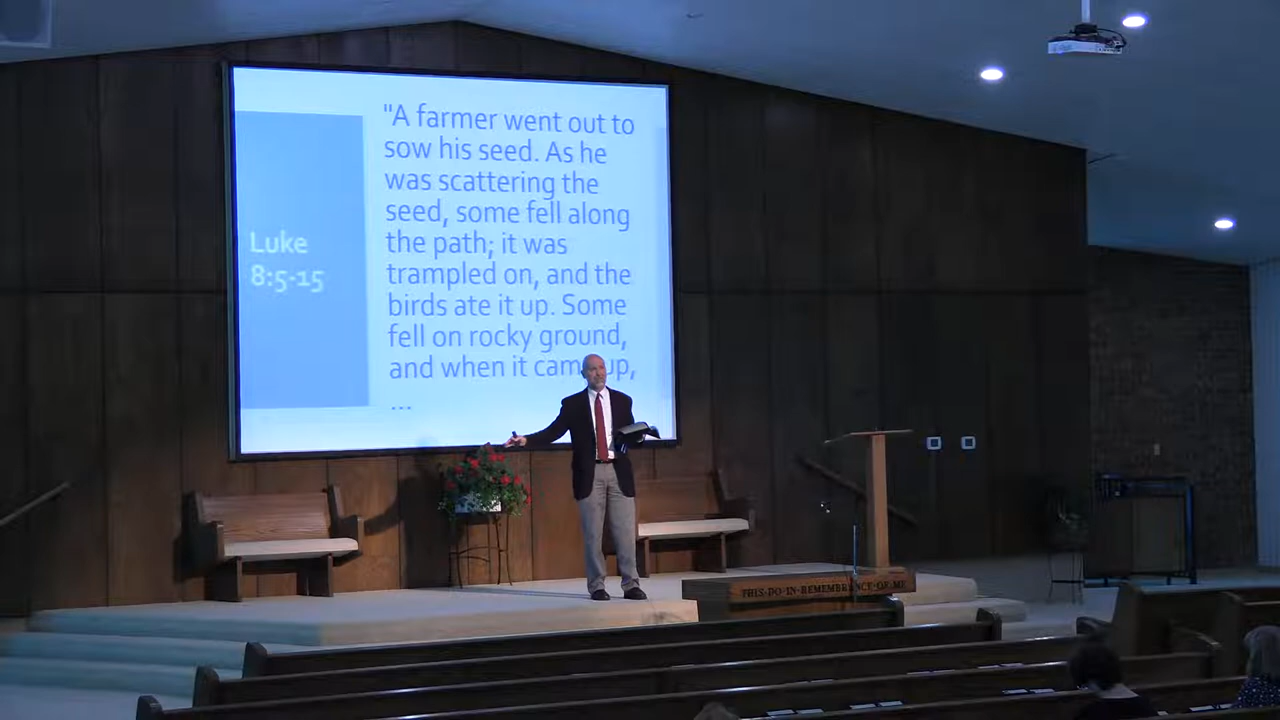 Luke
8:5-15
"A farmer went out to
sow his seed. As he
was scattering the
seed, some fell along
the path; it was
trampled on, and the
birds ate it up. Some
fell on rocky ground,
and when it came up,
...
THIS·DO·IN·REMEMBRANCE·OF·ME